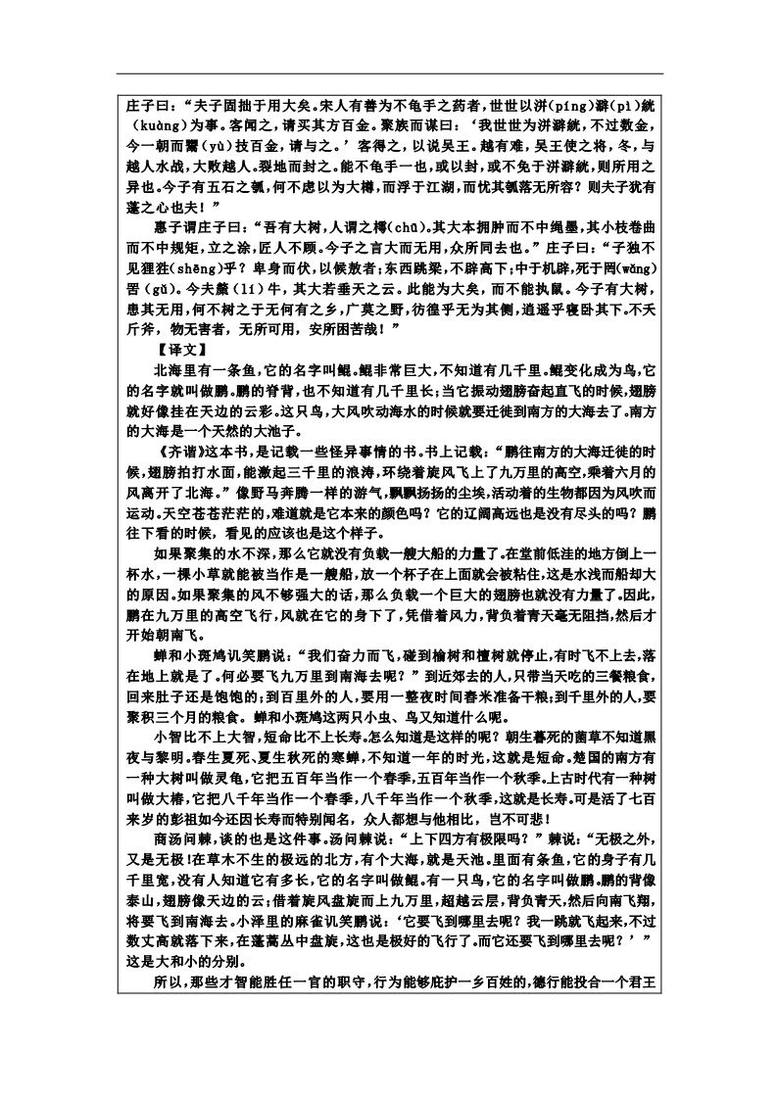 庄子曰：“夫子固拙于用大矣。宋人有善为不龟手之药者，世世以洴(píng)澼(pì)絖
(kuàng)为事。客闻之，请买其方百金。聚族而谋曰：‘我世世为洴澼絖，不过数金，
今一朝而鬻(yù)技百金，请与之。’客得之，以说吴王。越有难，吴王使之将，冬，与
越人水战，大败越人。裂地而封之。能不龟手一也，或以封，或不免于洴澼絖，则所用之
异也。今子有五石之瓠，何不虑以为大樽，而浮于江湖，而忧其瓠落无所容？则夫子犹有
蓬之心也夫！”
惠子谓庄子曰：“吾有大树，人谓之樗(chū)。其大本拥肿而不中绳墨，其小枝卷曲
而不中规矩，立之涂，匠人不顾。今子之言大而无用，众所同去也。”庄子曰：“子独不
见狸狌(shēng)乎？卑身而伏，以候敖者；东西跳梁，不辟高下；中于机辟，死于罔(wǎng)
罟(gǔ)。今夫斄(lí)牛，其大若垂天之云。此能为大矣，而不能执鼠。今子有大树，
患其无用，何不树之于无何有之乡，广莫之野，彷徨乎无为其侧，逍遥乎寝卧其下。不夭
斤斧，物无害者，无所可用，安所困苦哉！”
【译文】
北海里有一条鱼，它的名字叫鲲。鲲非常巨大，不知道有几千里。鲲变化成为鸟，它
的名字就叫做鹏。鹏的脊背，也不知道有几千里长；当它振动翅膀奋起直飞的时候，翅膀
就好像挂在天边的云彩。这只鸟，大风吹动海水的时候就要迁徙到南方的大海去了。南方
的大海是一个天然的大池子。
《齐谐》这本书，是记载一些怪异事情的书。书上记载：“鹏往南方的大海迁徙的时
候，翅膀拍打水面，能激起三千里的浪涛，环绕着旋风飞上了九万里的高空，乘着六月的
风离开了北海。”像野马奔腾一样的游气，飘飘扬扬的尘埃，活动着的生物都因为风吹而
运动。天空苍苍茫茫的，难道就是它本来的颜色吗？它的辽阔高远也是没有尽头的吗？鹏
往下看的时候，看见的应该也是这个样子。
如果聚集的水不深，那么它就没有负载一艘大船的力量了。在堂前低洼的地方倒上一
杯水，一棵小草就能被当作是一艘船，放一个杯子在上面就会被粘住，这是水浅而船却大
的原因。如果聚集的风不够强大的话，那么负载一个巨大的翅膀也就没有力量了。因此，
鹏在九万里的高空飞行，风就在它的身下了，凭借着风力，背负着青天毫无阻挡，然后才
开始朝南飞。
蝉和小斑鸠讥笑鹏说：“我们奋力而飞，碰到榆树和檀树就停止，有时飞不上去，落
在地上就是了。何必要飞九万里到南海去呢？”到近郊去的人，只带当天吃的三餐粮食，
回来肚子还是饱饱的；到百里外的人，要用一整夜时间舂米准备干粮；到千里外的人，要
聚积三个月的粮食。蝉和小斑鸠这两只小虫、鸟又知道什么呢。
小智比不上大智，短命比不上长寿。怎么知道是这样的呢？朝生暮死的菌草不知道黑
夜与黎明。春生夏死、夏生秋死的寒蝉，不知道一年的时光，这就是短命。楚国的南方有
一种大树叫做灵龟，它把五百年当作一个春季，五百年当作一个秋季。上古时代有一种树
叫做大椿，它把八千年当作一个春季，八千年当作一个秋季，这就是长寿。可是活了七百
来岁的彭祖如今还因长寿而特别闻名，众人都想与他相比，岂不可悲！
商汤问棘，谈的也是这件事。汤问棘说：“上下四方有极限吗？”棘说：“无极之外，
又是无极！在草木不生的极远的北方，有个大海，就是天池。里面有条鱼，它的身子有几
千里宽，没有人知道它有多长，它的名字叫做鲲。有一只鸟，它的名字叫做鹏。鹏的背像
泰山，翅膀像天边的云；借着旋风盘旋而上九万里，超越云层，背负青天，然后向南飞翔，
将要飞到南海去。小泽里的麻雀讥笑鹏说：‘它要飞到哪里去呢？我一跳就飞起来，不过
数丈高就落下来，在蓬蒿丛中盘旋，这也是极好的飞行了。而它还要飞到哪里去呢？’”
这是大和小的分别。
所以，那些才智能胜任一官的职守，行为能够庇护一乡百姓的，德行能投合一个君王